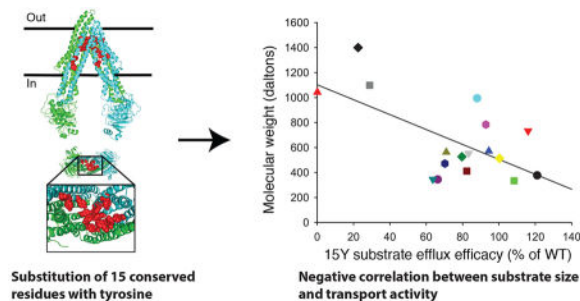 Out
In
Substitution of 15 conserved
residues with tyrosine
Molecular weight (daltons)
1600
1400
1200
1000
800
600
400
200
0
0 20 40 60 80 100 120 140
15Y substrate efflux efficacy (% of WT)
Negative correlation between substrate size
and transport activity